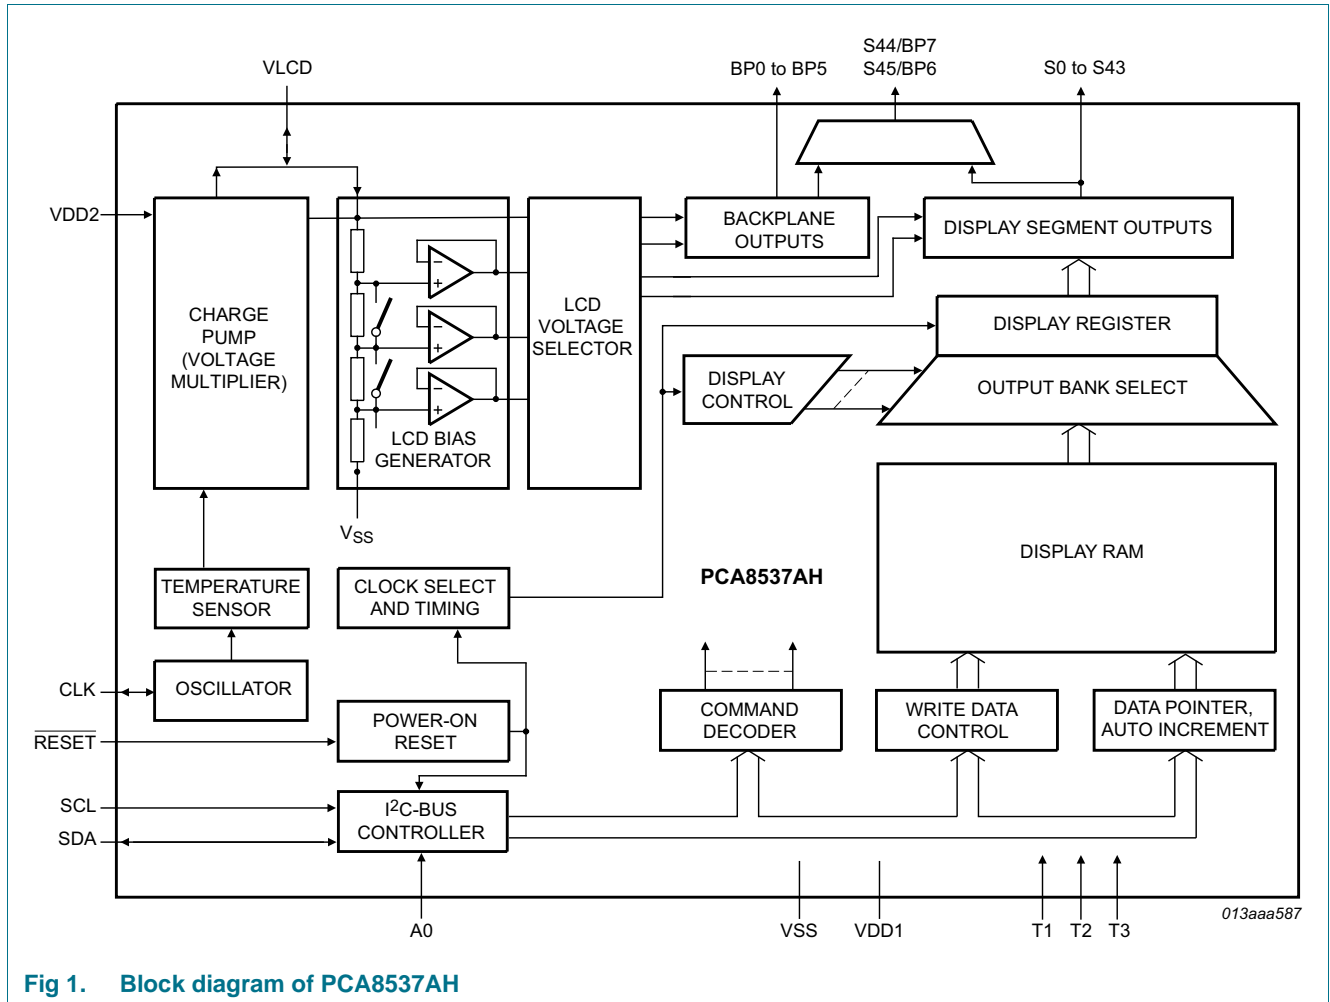 S44/BP7
VLCD
BP0 to BP5
S45/BP6
S0 to S43
VDD2
BACKPLANE
OUTPUTS
DISPLAY SEGMENT OUTPUTS
CHARGE
PUMP
(VOLTAGE
MULTIPLIER)
LCD
VOLTAGE
SELECTOR
DISPLAY REGISTER
DISPLAY
CONTROL
OUTPUT BANK SELECT
LCD BIAS
GENERATOR
VSS
DISPLAY RAM
PCA8537AH
TEMPERATURE
SENSOR
CLOCK SELECT
AND TIMING
CLK
OSCILLATOR
RESET
POWER-ON
RESET
COMMAND
DECODER
WRITE DATA
CONTROL
DATA POINTER,
AUTO INCREMENT
SCL
SDA
I2C-BUS
CONTROLLER
A0
VSS
VDD1
T1
T2
T3
013aaa587
Fig 1. Block diagram of PCA8537AH